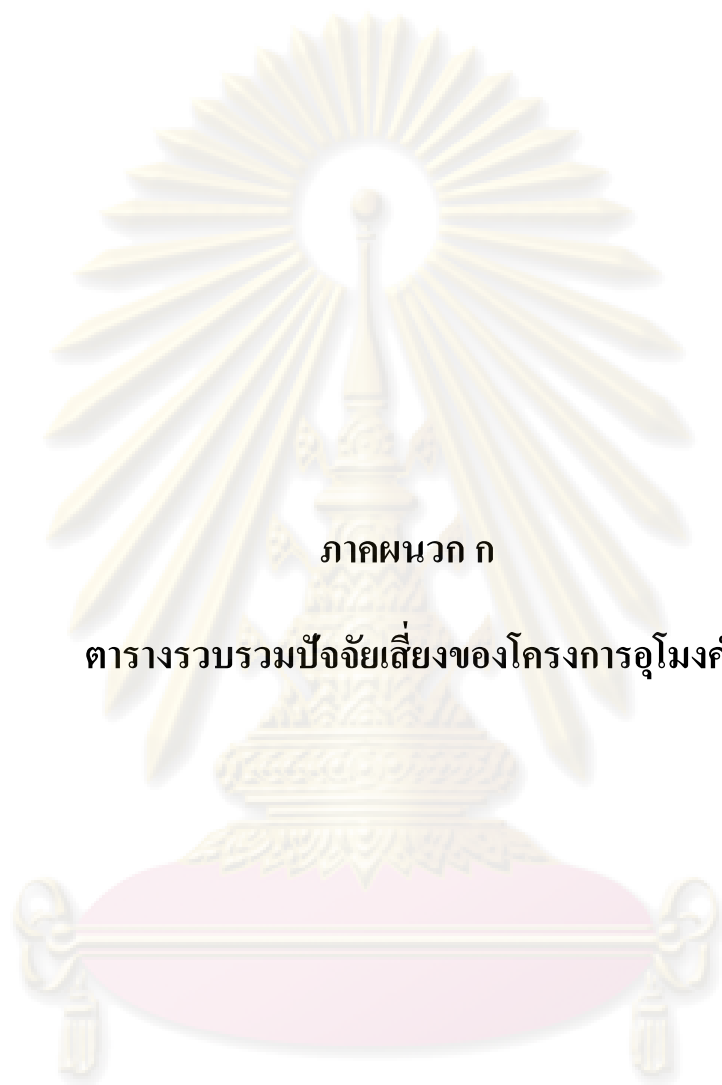 ภาคผนวก ก
ตารางรวบรวมปัจจัยเสี่ยงของโครงการอุโมงค์